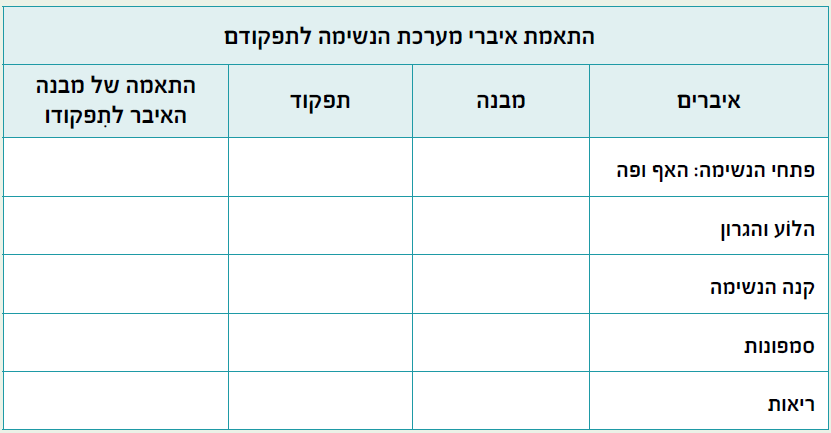 התאמת איברי מערכת הנשימה לתפקודם
איברים
מבנה
תפקוד
התאמה של מבנה
האיבר לתִפקודו
פתחי הנשימה: האף ופה
הלוֹע והגרון
קנה הנשימה
סמפונות
ריאות